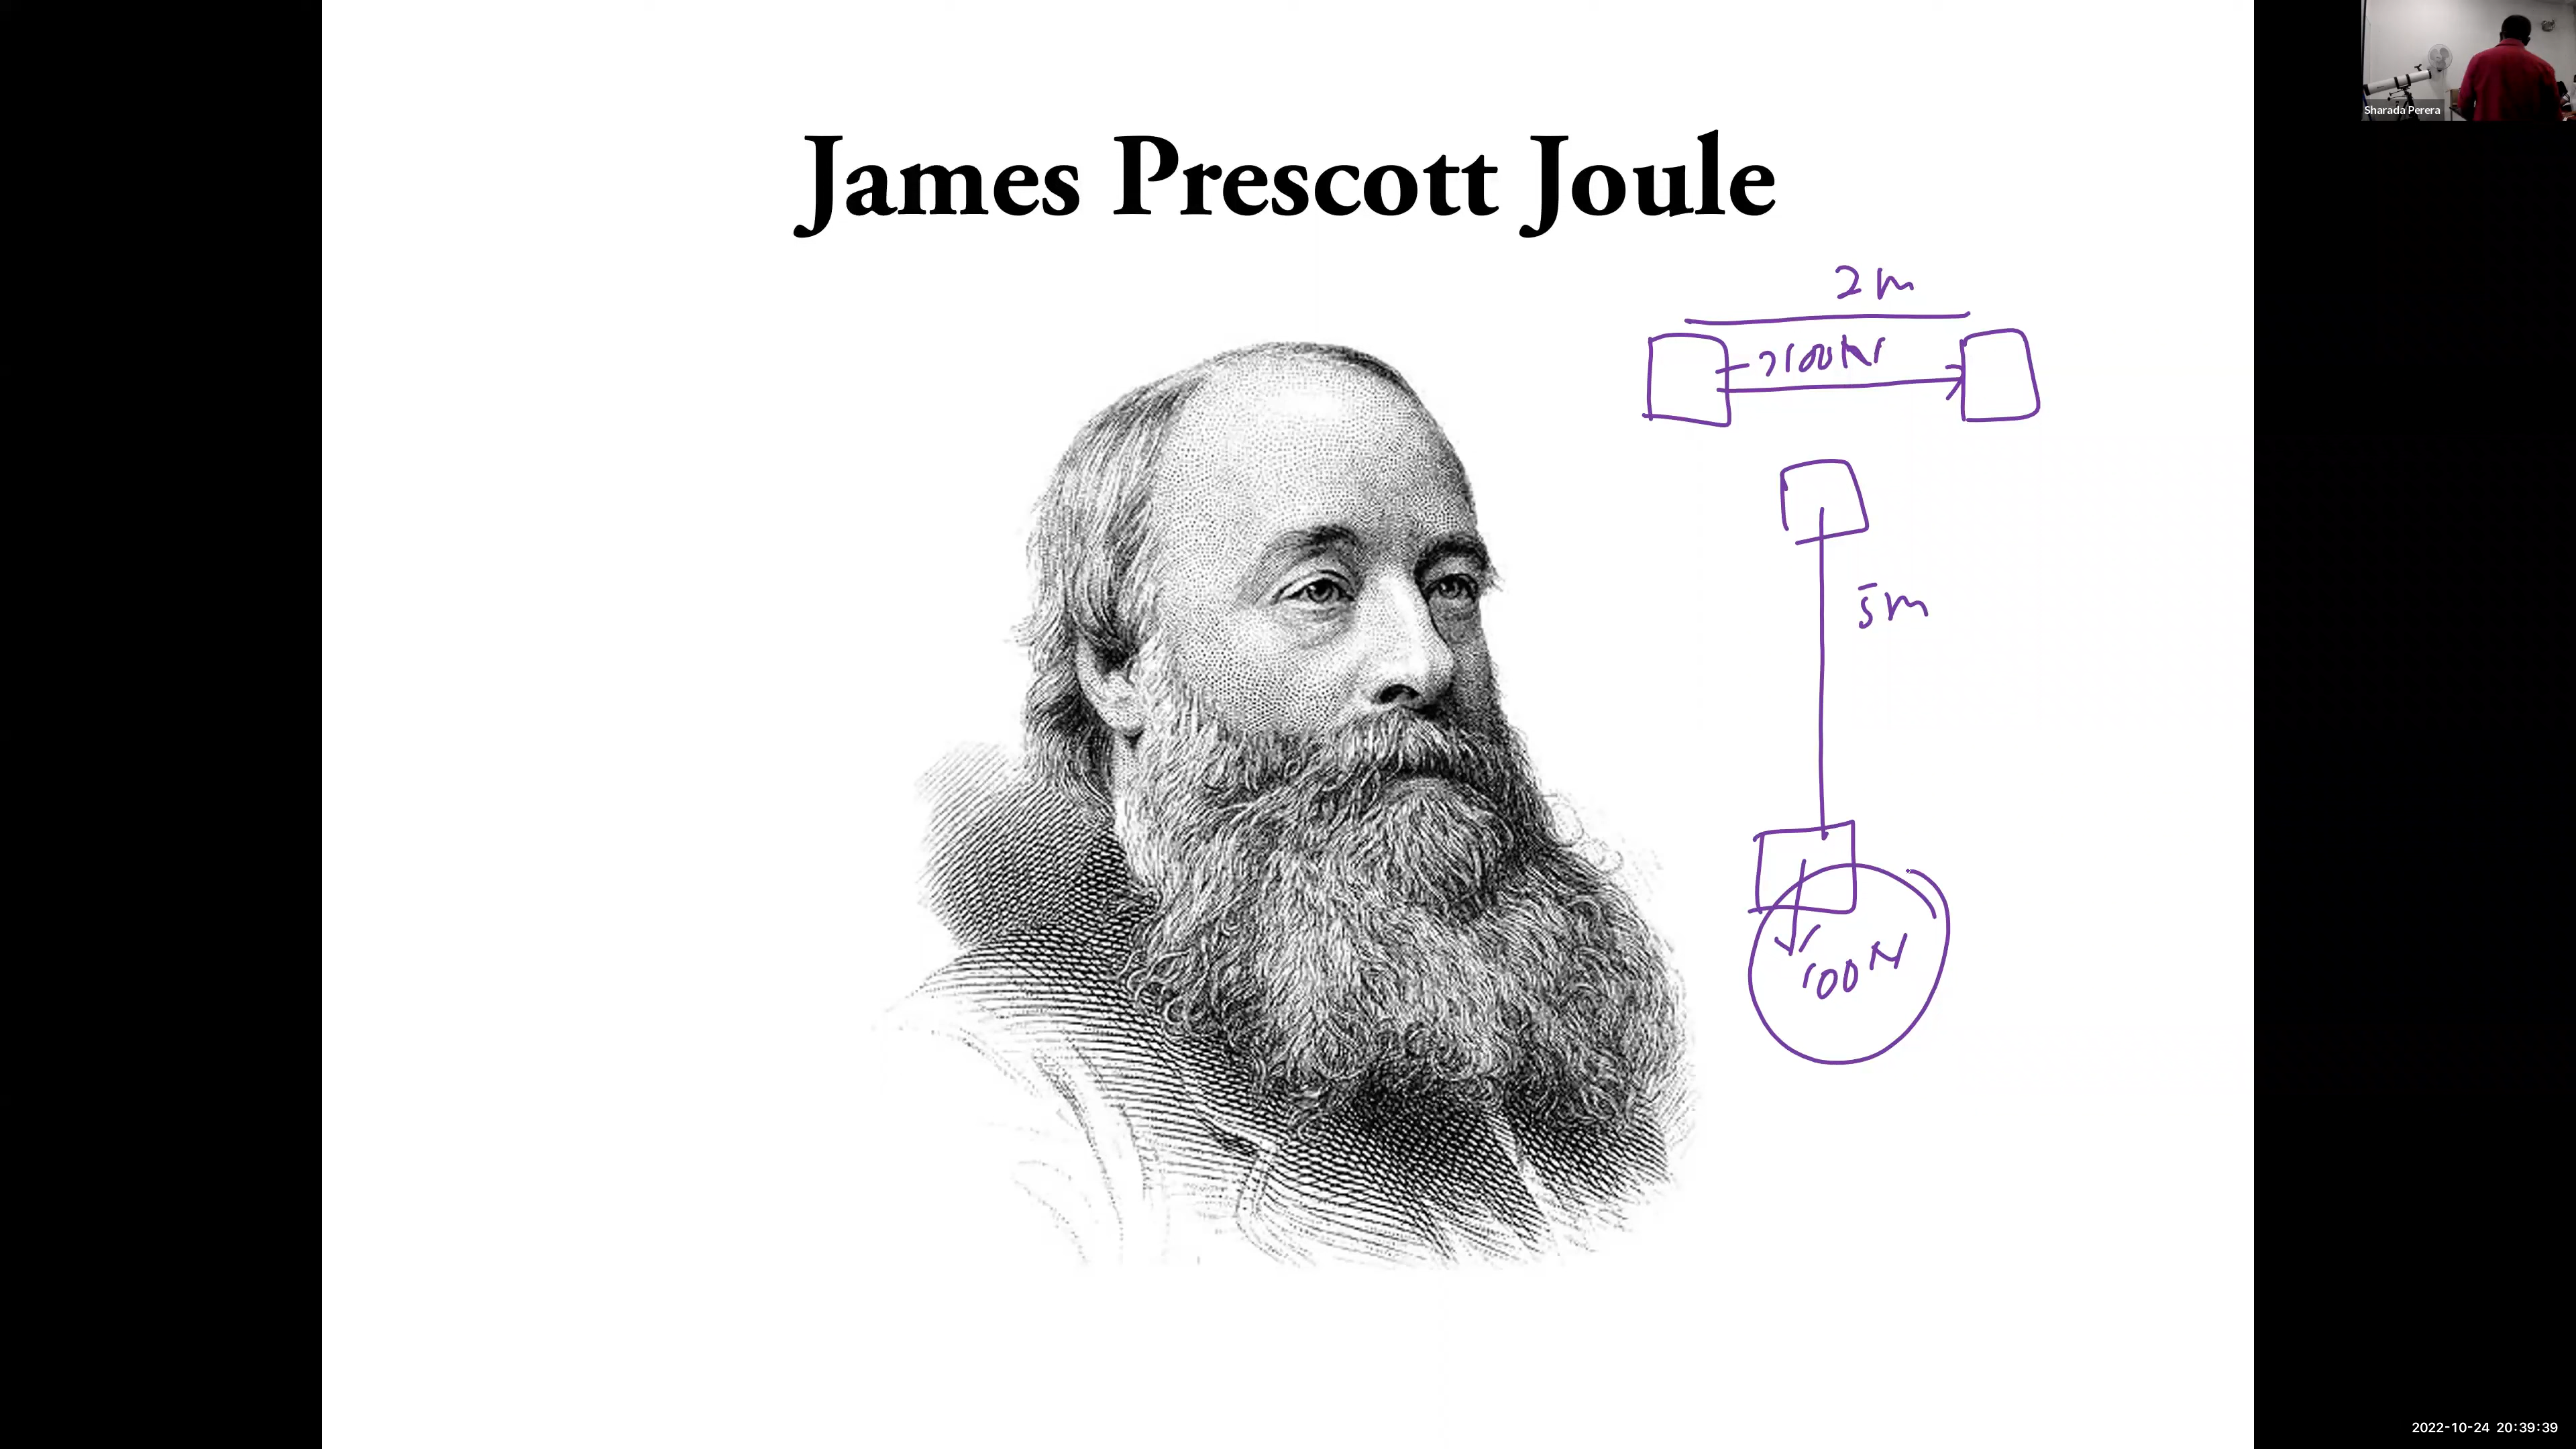 Sharada Perera
James Prescott Joule
2m
100N
5m
100N
2022-10-24 20:39:39